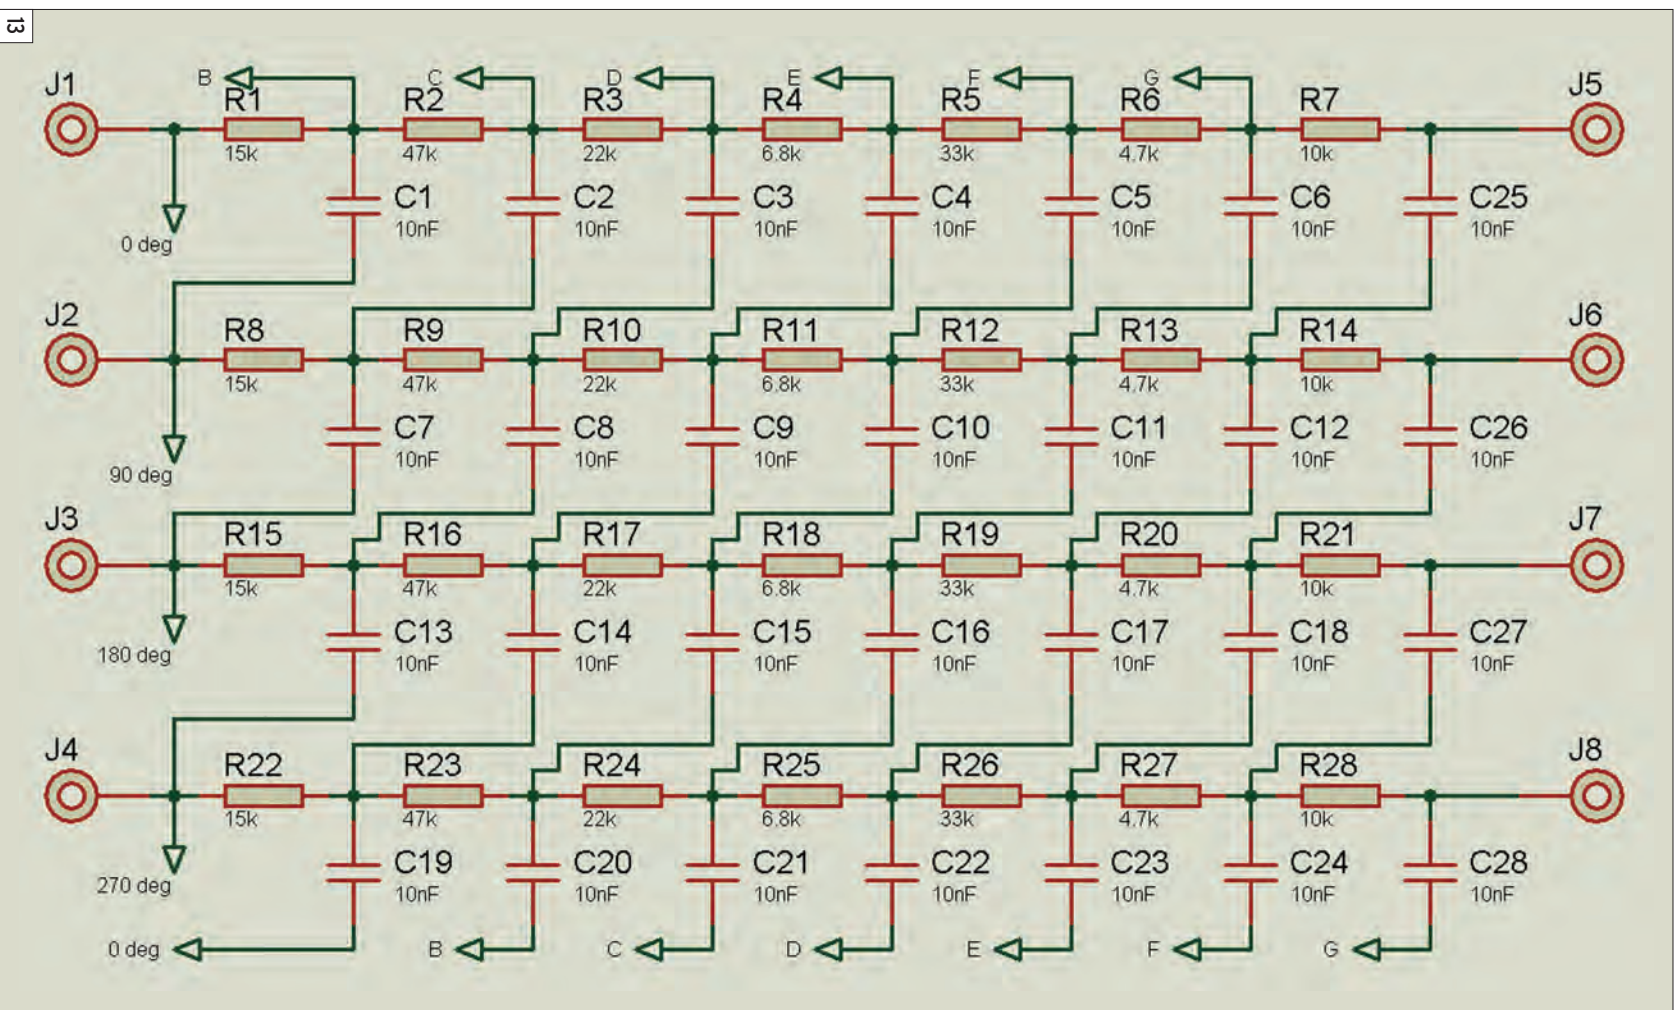 13
B C D E F G
J1 R1 R2 R3 R4 R5 R6 R7 J5
15k 47k 22k 6.8k 33k 4.7k 10k
C1 C2 C3 C4 C5 C6 C25
10nF 10nF 10nF 10nF 10nF 10nF 10nF
0 deg
J2 R8 R9 R10 R11 R12 R13 R14 J6
15k 47k 22k 6.8k 33k 4.7k 10k
C7 C8 C9 C10 C11 C12 C26
10nF 10nF 10nF 10nF 10nF 10nF 10nF
90 deg
J3 R15 R16 R17 R18 R19 R20 R21 J7
15k 47k 22k 6.8k 33k 4.7k 10k
C13 C14 C15 C16 C17 C18 C27
180 deg 10nF 10nF 10nF 10nF 10nF 10nF 10nF
J4 R22 R23 R24 R25 R26 R27 R28 J8
15k 47k 22k 6.8k 33k 4.7k 10k
C19 C20 C21 C22 C23 C24 C28
270 deg 10nF 10nF 10nF 10nF 10nF 10nF 10nF
0 deg B C D E F G